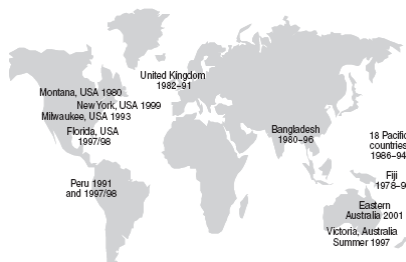 United Kingdom
1982–91
Montana, USA 1980
New York, USA 1999
Milwaukee, USA 1993
Florida, USA
1997/98
Bangladesh
1980–96
18 Pacific
countries
1986–94
Peru 1991
and 1997/98
Fiji
1978–9
Eastern
Australia 2001
Victoria, Australia
Summer 1997